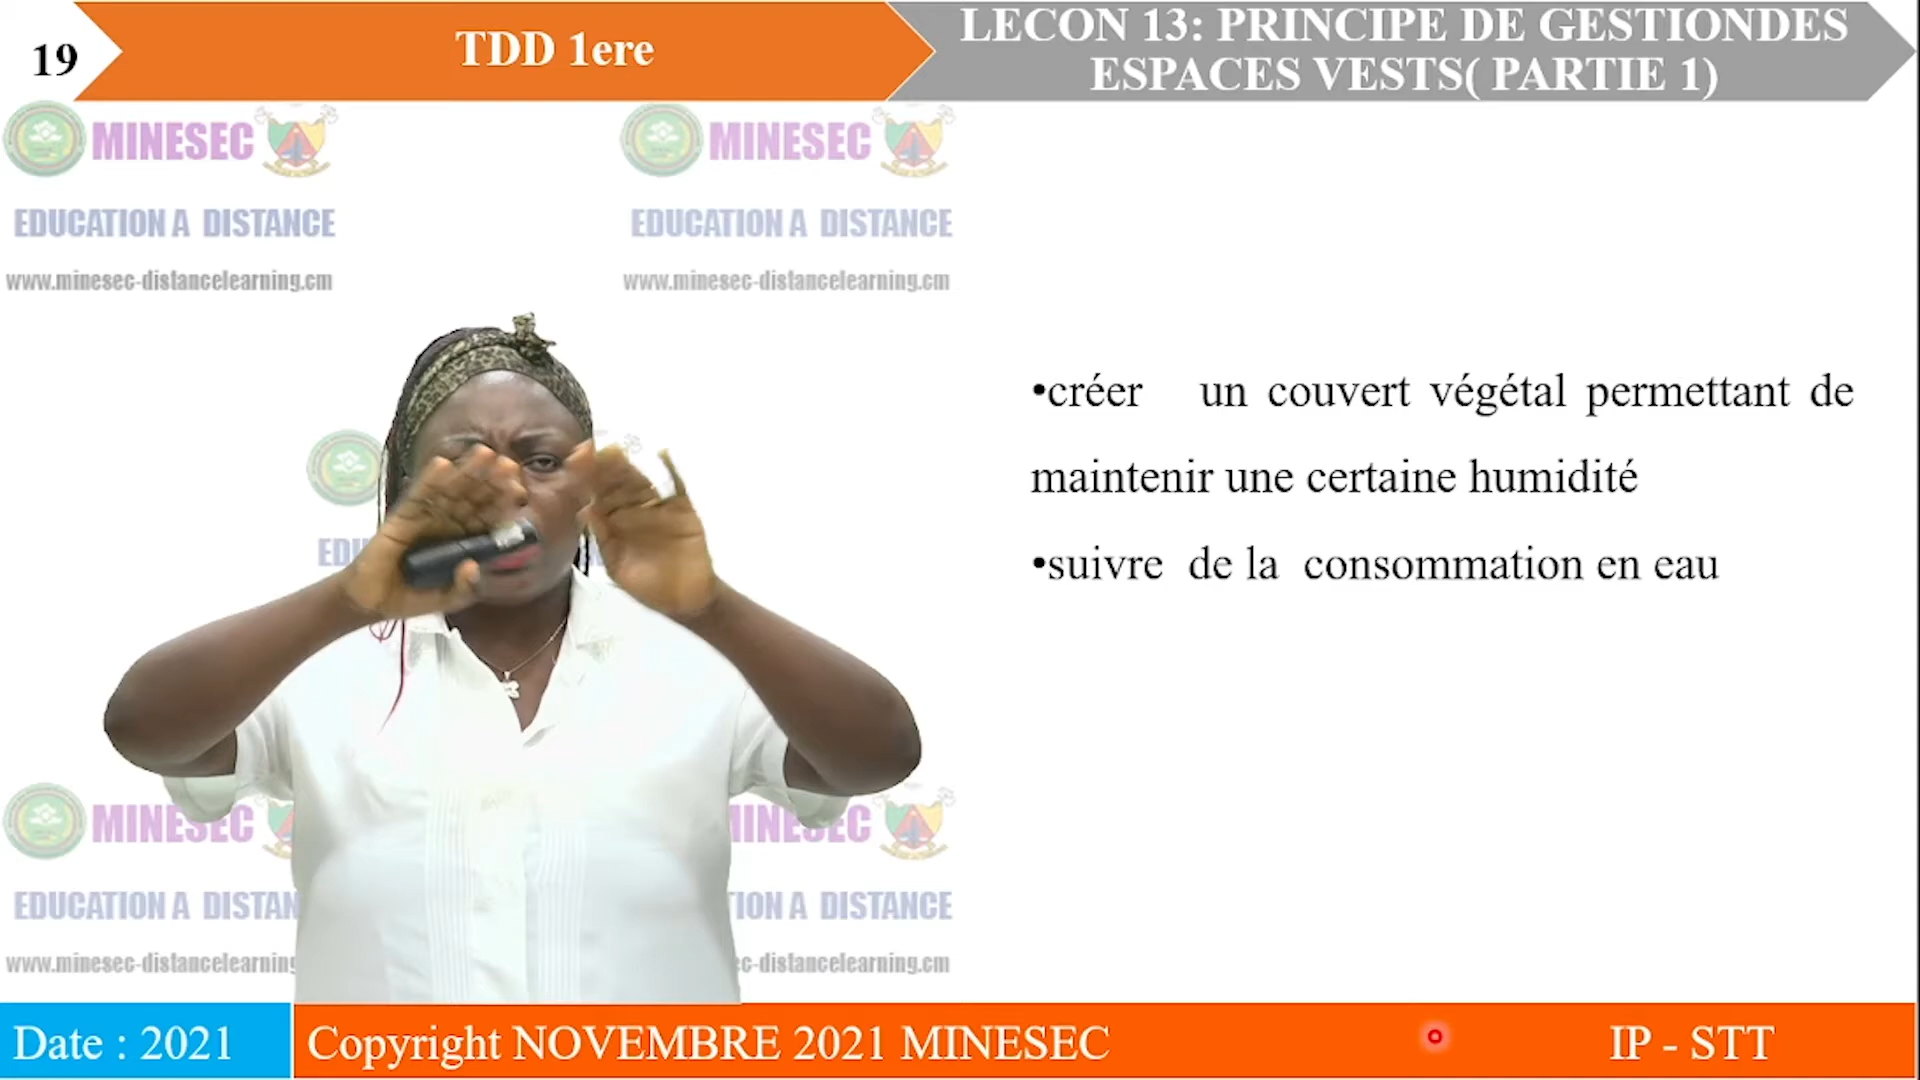 19
TDD 1ere
LECON 13: PRINCIPE DE GESTIONDES
ESPACES VESTS( PARTIE 1)
MINESEC
EDUCATION A DISTANCE
www.minesec-distancelearning.cm
MINESEC
EDUCATION A DISTANCE
www.minesec-distancelearning.cm
•créer un couvert végétal permettant de
maintenir une certaine humidité
•suivre de la consommation en eau
EDU
MINESEC
EDUCATION A DISTAN
www.minesec-distancelearning
MINESEC
TION A DISTANCE
ec-distancelearning.cm
Date : 2021
Copyright NOVEMBRE 2021 MINESEC
IP - STT